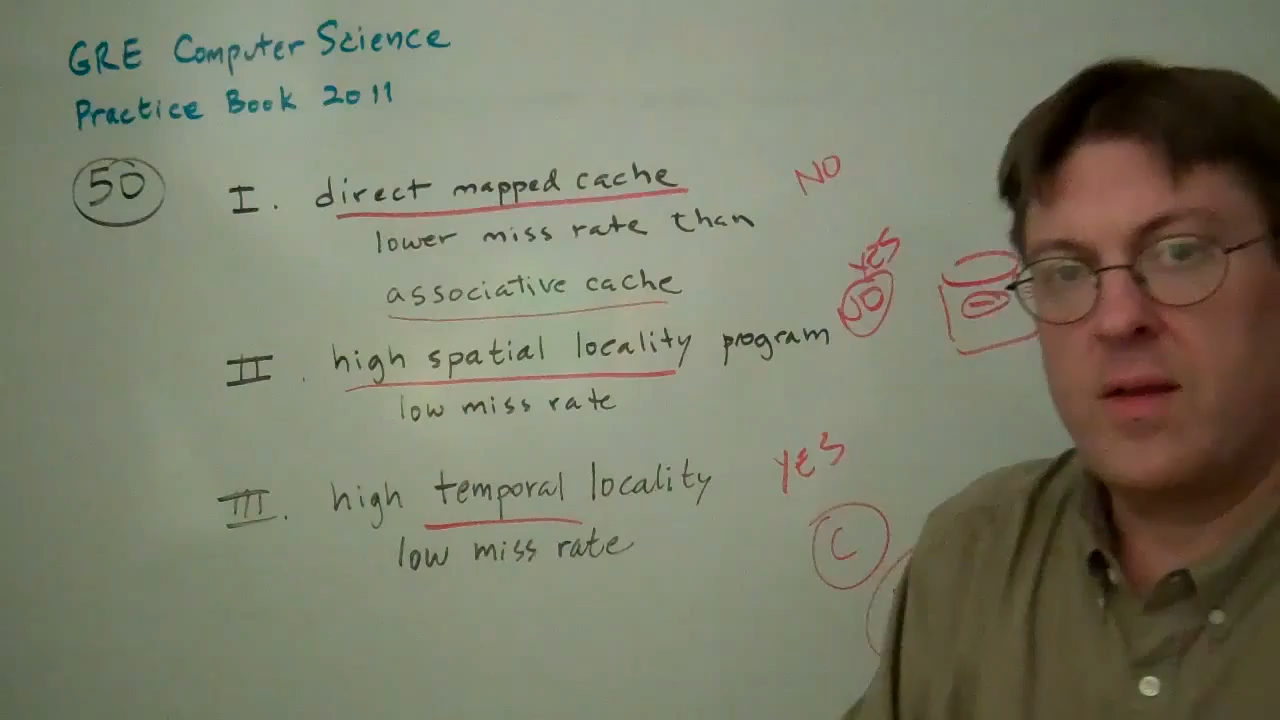 GRE Computer Science
Practice Book 2011
50
I. direct mapped cache NO
lower miss rate than
associative cache YES
II. high spatial locality program
low miss rate
III. high temporal locality YES
low miss rate
C